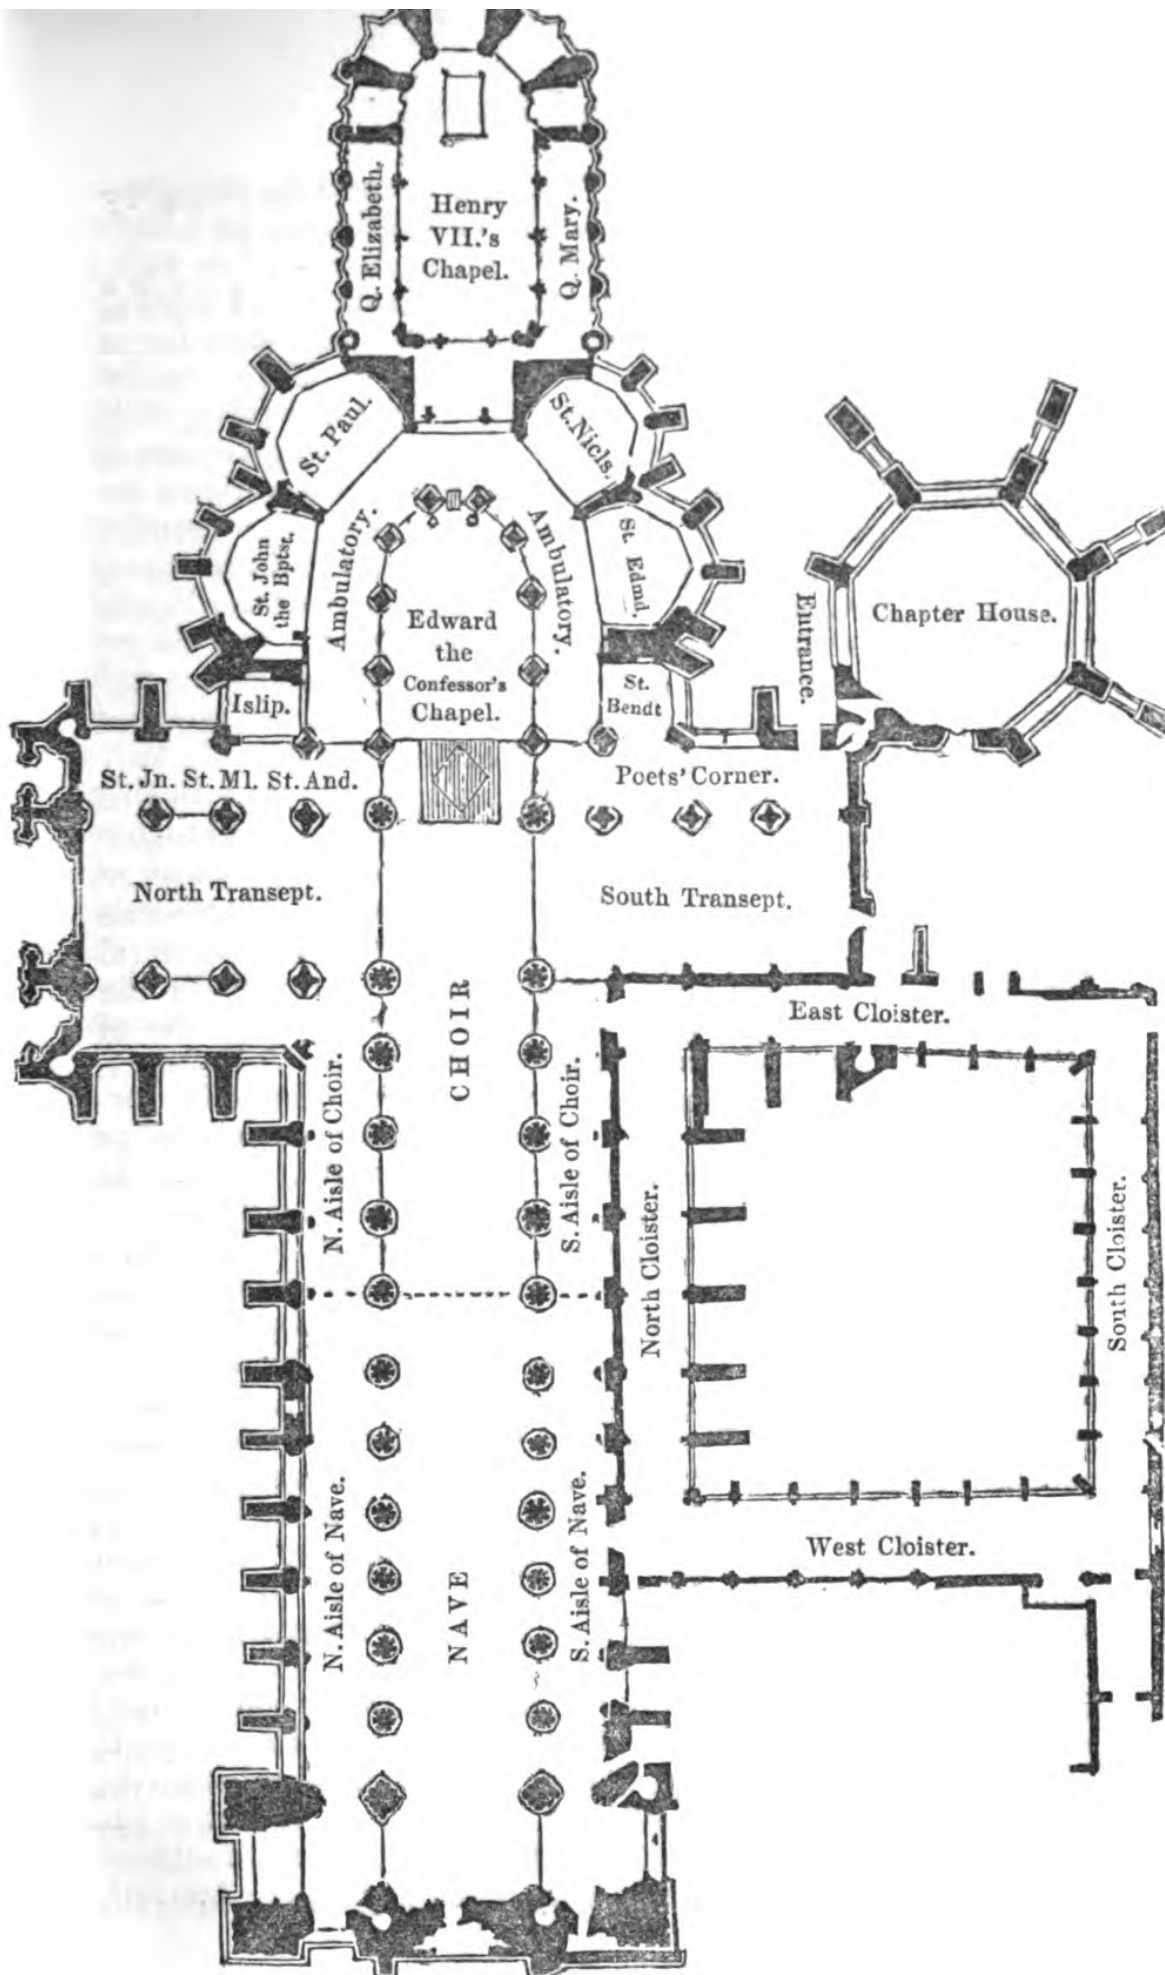 Q. Elizabeth.
Henry
VII.'s
Chapel.
Q. Mary.
St. Paul.
St. Nicls.
St. John
the Bptst.
Ambulatory.
Ambulatory.
St. Edmd.
Edward
the
Confessor's
Chapel.
Islip.
St.
Bendt
Entrance.
Chapter House.
St. Jn. St. Ml. St. And.
Poets' Corner.
North Transept.
South Transept.
CHOIR
East Cloister.
N. Aisle of Choir.
S. Aisle of Choir.
North Cloister.
South Cloister.
West Cloister.
N. Aisle of Nave.
NAVE
S. Aisle of Nave.
4